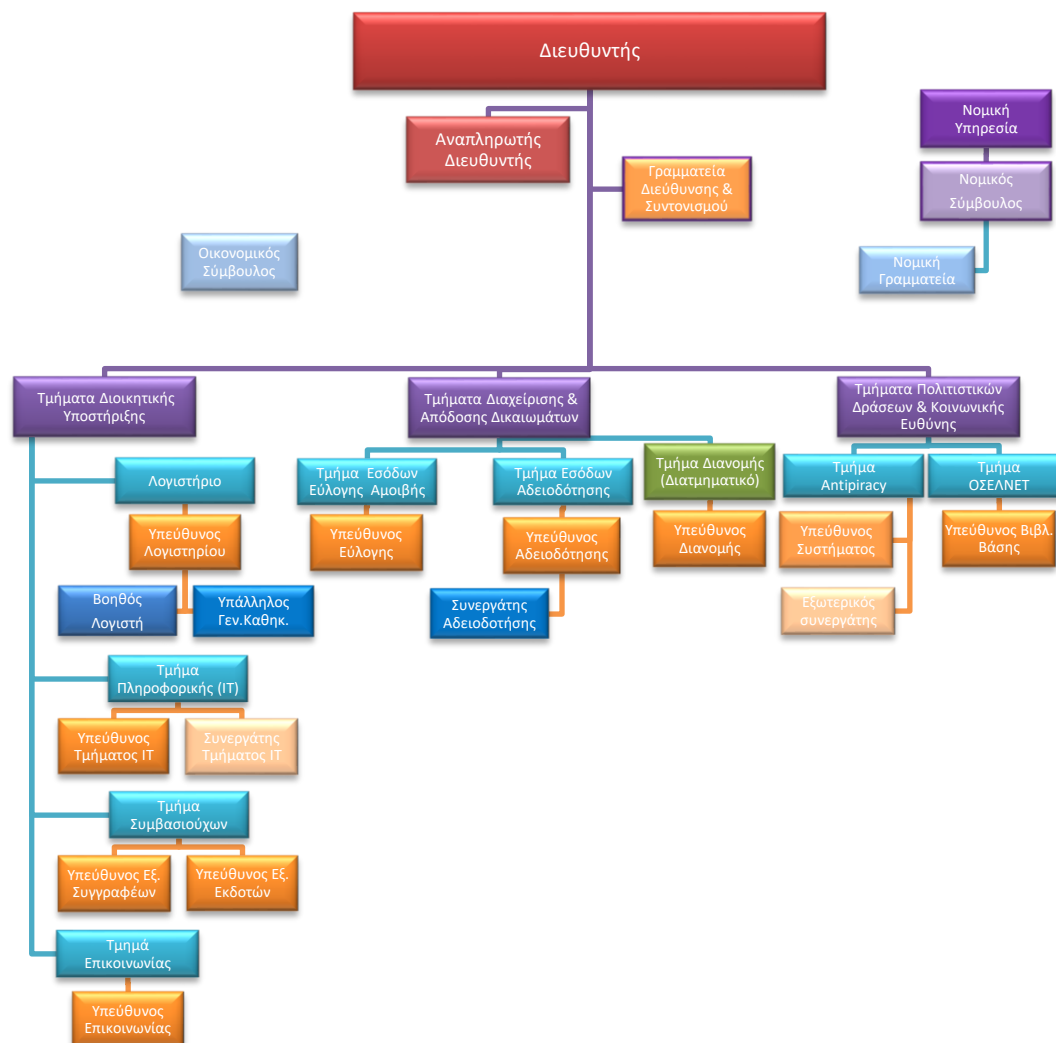 Διευθυντής
Αναπληρωτής
Διευθυντής
Γραμματεία
Διεύθυνσης &
Συντονισμού
Νομική
Υπηρεσία
Νομικός
Σύμβουλος
Νομική
Γραμματεία
Οικονομικός
Σύμβουλος
Τμήματα Διοικητικής
Υποστήριξης
Τμήματα Διαχείρισης &
Απόδοσης Δικαιωμάτων
Τμήματα Πολιτιστικών
Δράσεων & Κοινωνικής
Ευθύνης
Λογιστήριο
Υπεύθυνος
Λογιστηρίου
Βοηθός
Λογιστή
Υπάλληλος
Γεν.Καθηκ.
Τμήμα
Πληροφορικής (IT)
Υπεύθυνος
Τμήματος IT
Συνεργάτης
Τμήματος IT
Τμήμα
Συμβασιούχων
Υπεύθυνος Εξ.
Συγγραφέων
Υπεύθυνος Εξ.
Εκδοτών
Τμημά
Επικοινωνίας
Υπεύθυνος
Επικοινωνίας
Τμήμα Εσόδων
Εύλογης Αμοιβής
Υπεύθυνος
Εύλογης
Τμήμα Εσόδων
Αδειοδότησης
Υπεύθυνος
Αδειοδότησης
Συνεργάτης
Αδειοδοτήσης
Τμήμα Διανομής
(Διατμηματικό)
Υπεύθυνος
Διανομής
Τμήμα
Antipiracy
Υπεύθυνος
Συστήματος
Εξωτερικός
συνεργάτης
Τμήμα
ΟΣΕΛΝΕΤ
Υπεύθυνος Βιβλ.
Βάσης